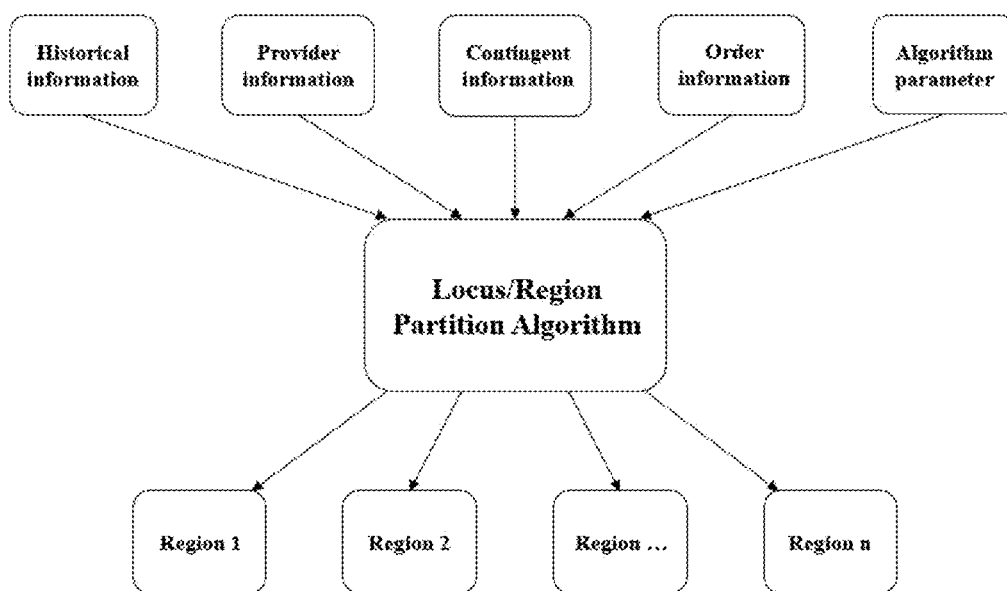 Historical
information
Provider
information
Contingent
information
Order
information
Algorithm
parameter
Locus/Region
Partition Algorithm
Region 1
Region 2
Region …
Region n